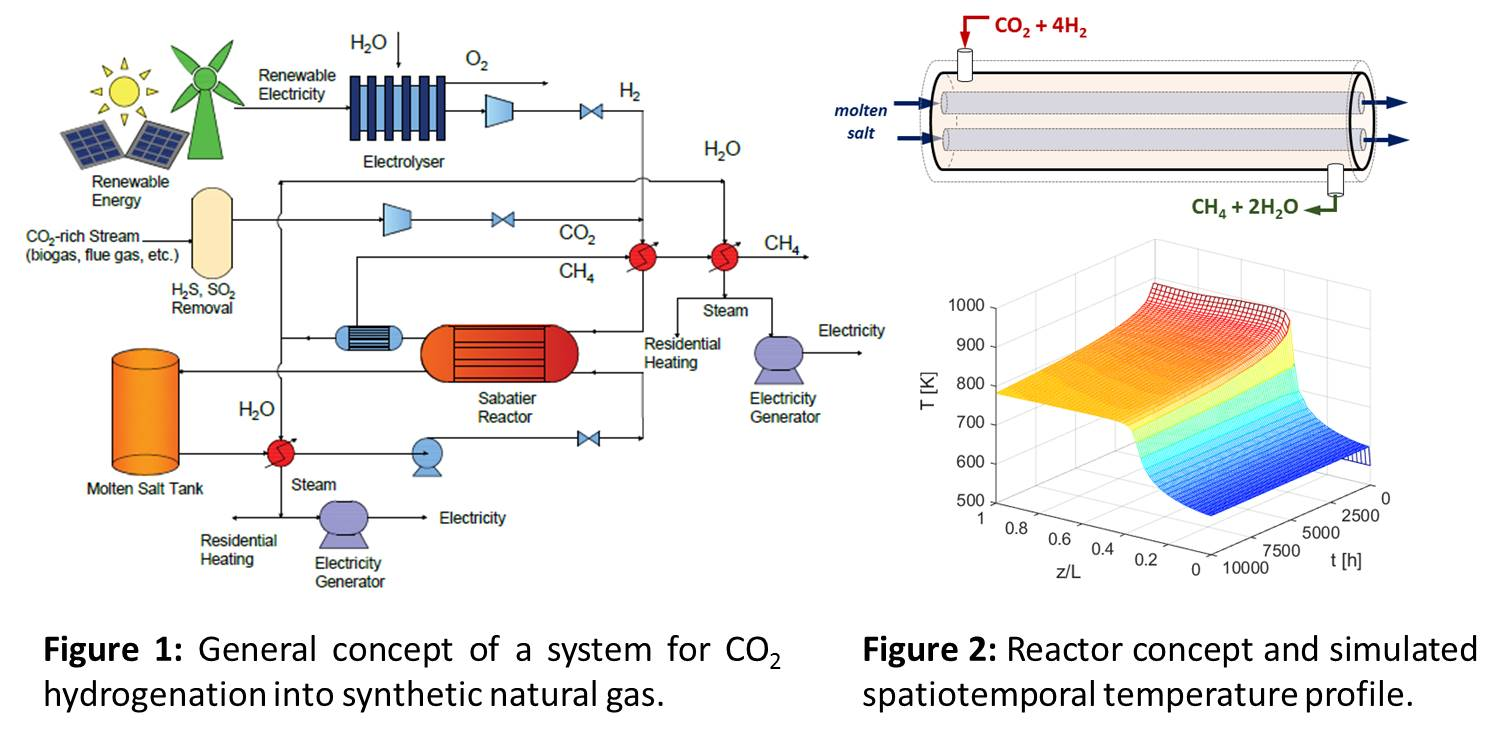 H₂O
O₂
Renewable
Electricity
H₂
Electrolyser
Renewable
Energy
H₂O
CO₂-rich Stream
(biogas, flue gas, etc.)
CO₂
CH₄
CH₄
H₂S, SO₂
Removal
Steam
Residential
Heating
Electricity
Electricity
Generator
Sabatier
Reactor
H₂O
Molten Salt Tank
Steam
Electricity
Residential
Heating
Electricity
Generator
Figure 1: General concept of a system for CO₂
hydrogenation into synthetic natural gas.
CO₂ + 4H₂
molten
salt
CH₄ + 2H₂O
1000
900
800
700
600
500
T [K]
1
0.8
0.6
0.4
0.2
0
z/L
0
2500
5000
7500
10000
t [h]
Figure 2: Reactor concept and simulated
spatiotemporal temperature profile.